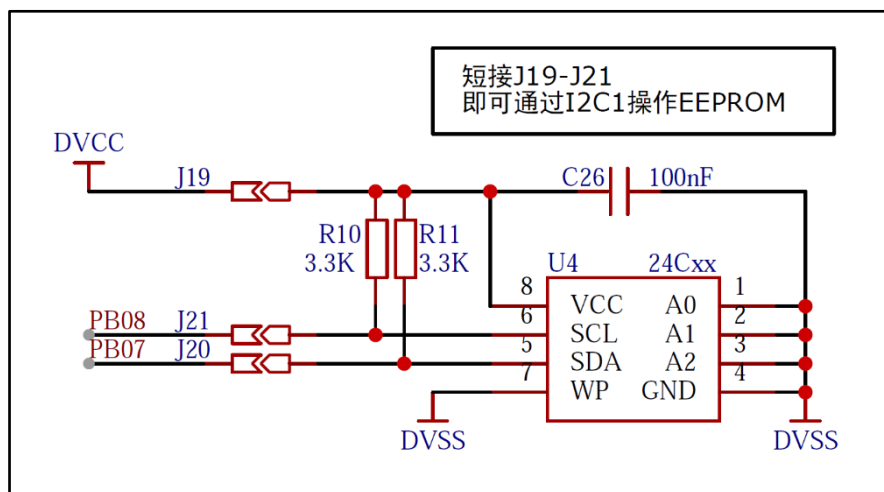 短接J19-J21
即可通过I2C1操作EEPROM
DVCC
J19
C26
100nF
R10
3.3K
R11
3.3K
U4
24Cxx
8
VCC
A0
1
PB08
J21
6
SCL
A1
2
PB07
J20
5
SDA
A2
3
7
WP
GND
4
DVSS
DVSS